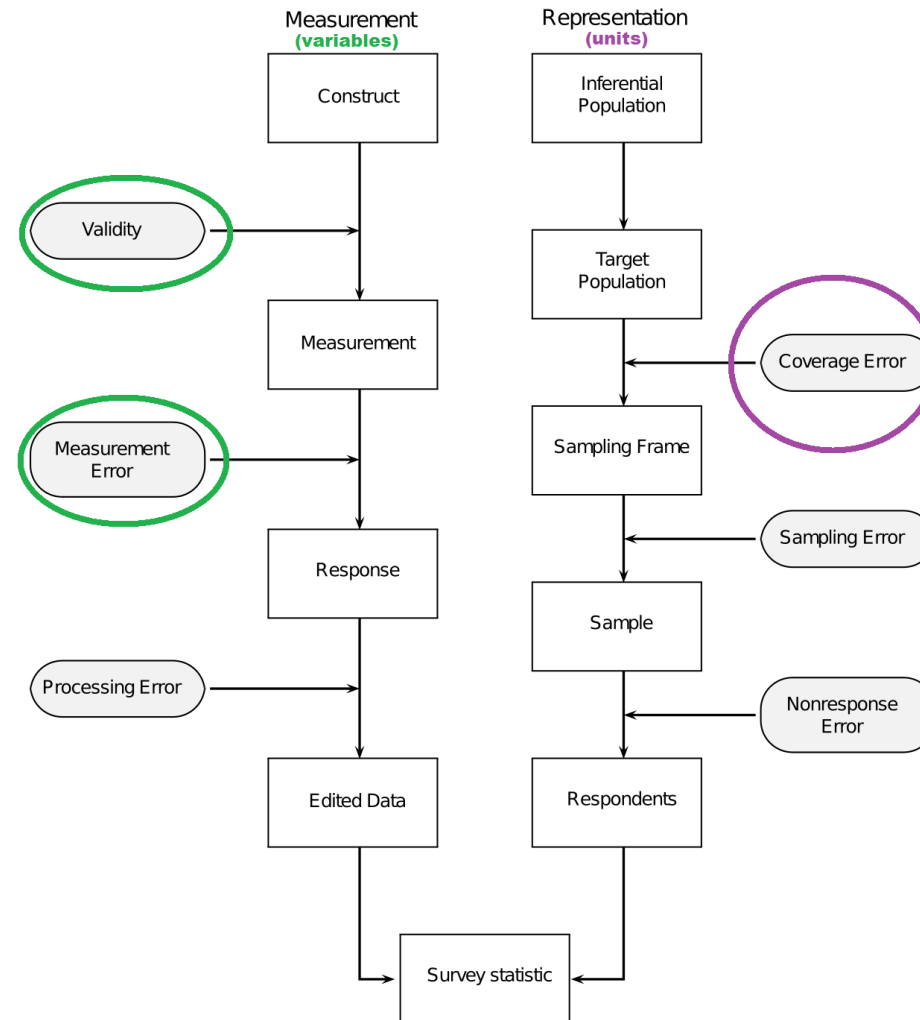 Measurement
(variables)
Construct
Validity
Measurement
Measurement
Error
Response
Processing Error
Edited Data
Representation
(units)
Inferential
Population
Target
Population
Coverage Error
Sampling Frame
Sampling Error
Sample
Nonresponse
Error
Respondents
Survey statistic